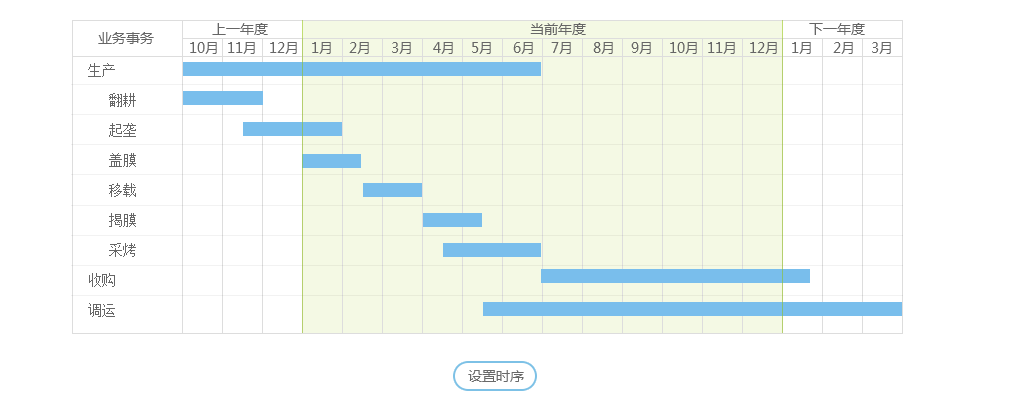 业务事务 上一年度 当前年度 下一年度
10月 11月 12月 1月 2月 3月 4月 5月 6月 7月 8月 9月 10月 11月 12月 1月 2月 3月
生产
翻耕
起垄
盖膜
移栽
揭膜
采烤
收购
调运
设置时序